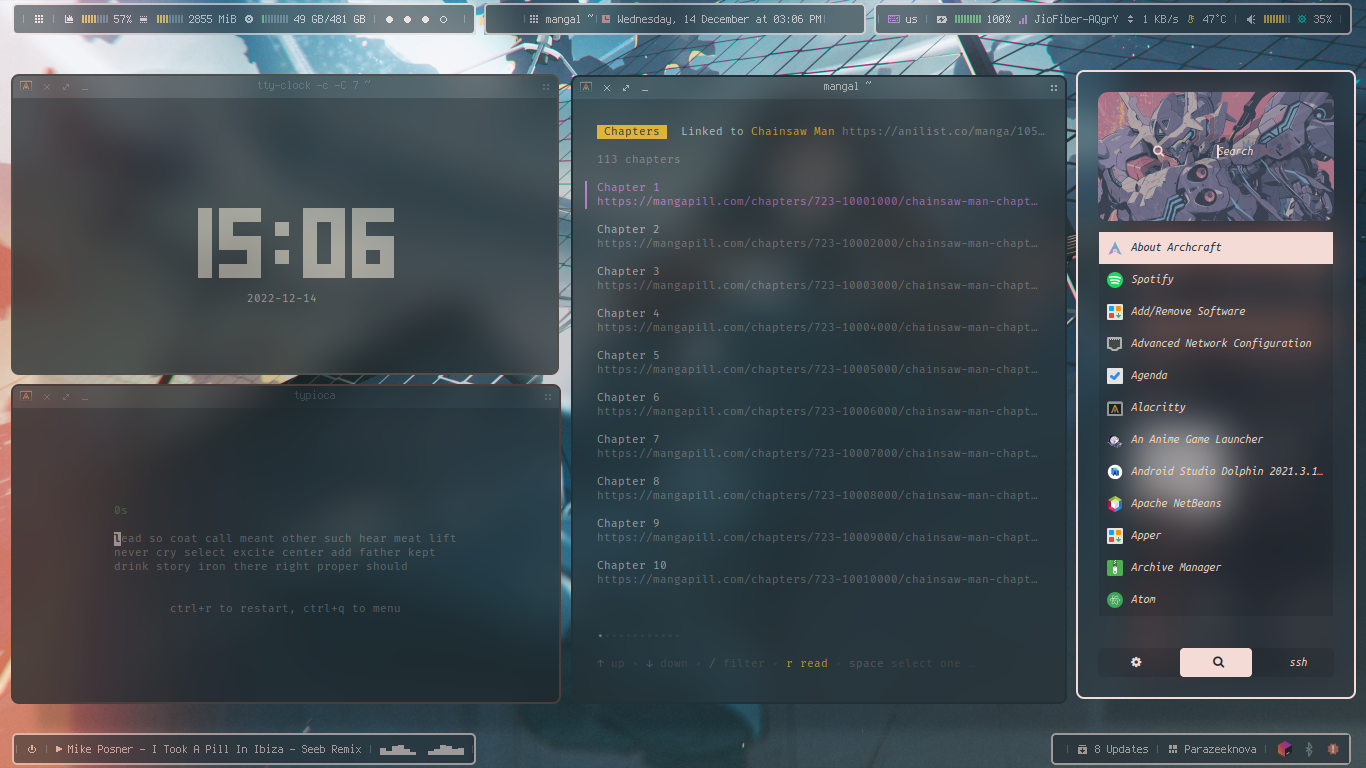 57% 2855 MiB 49 GB/481 GB
mangal ~ Wednesday, 14 December at 03:06 PM
us 100% JioFiber-AQgrY 1 KB/s 47°C 35%
tty-clock -c -C 7 ~
15:06
2022-12-14
typioca
0s
lead so coat call meant other such hear meat lift
never cry select excite center add father kept
drink story iron there right proper should
ctrl+r to restart, ctrl+q to menu
mangal ~
Chapters Linked to Chainsaw Man https://anilist.co/manga/105…
113 chapters
Chapter 1
https://mangapill.com/chapters/723-10001000/chainsaw-man-chapt…
Chapter 2
https://mangapill.com/chapters/723-10002000/chainsaw-man-chapt…
Chapter 3
https://mangapill.com/chapters/723-10003000/chainsaw-man-chapt…
Chapter 4
https://mangapill.com/chapters/723-10004000/chainsaw-man-chapt…
Chapter 5
https://mangapill.com/chapters/723-10005000/chainsaw-man-chapt…
Chapter 6
https://mangapill.com/chapters/723-10006000/chainsaw-man-chapt…
Chapter 7
https://mangapill.com/chapters/723-10007000/chainsaw-man-chapt…
Chapter 8
https://mangapill.com/chapters/723-10008000/chainsaw-man-chapt…
Chapter 9
https://mangapill.com/chapters/723-10009000/chainsaw-man-chapt…
Chapter 10
https://mangapill.com/chapters/723-10010000/chainsaw-man-chapt…
↑ up · ↓ down · / filter · r read · space select one …
Search
About Archcraft
Spotify
Add/Remove Software
Advanced Network Configuration
Agenda
Alacritty
An Anime Game Launcher
Android Studio Dolphin 2021.3.1…
Apache NetBeans
Apper
Archive Manager
Atom
ssh
Mike Posner - I Took A Pill In Ibiza - Seeb Remix
8 Updates Parazeeknova